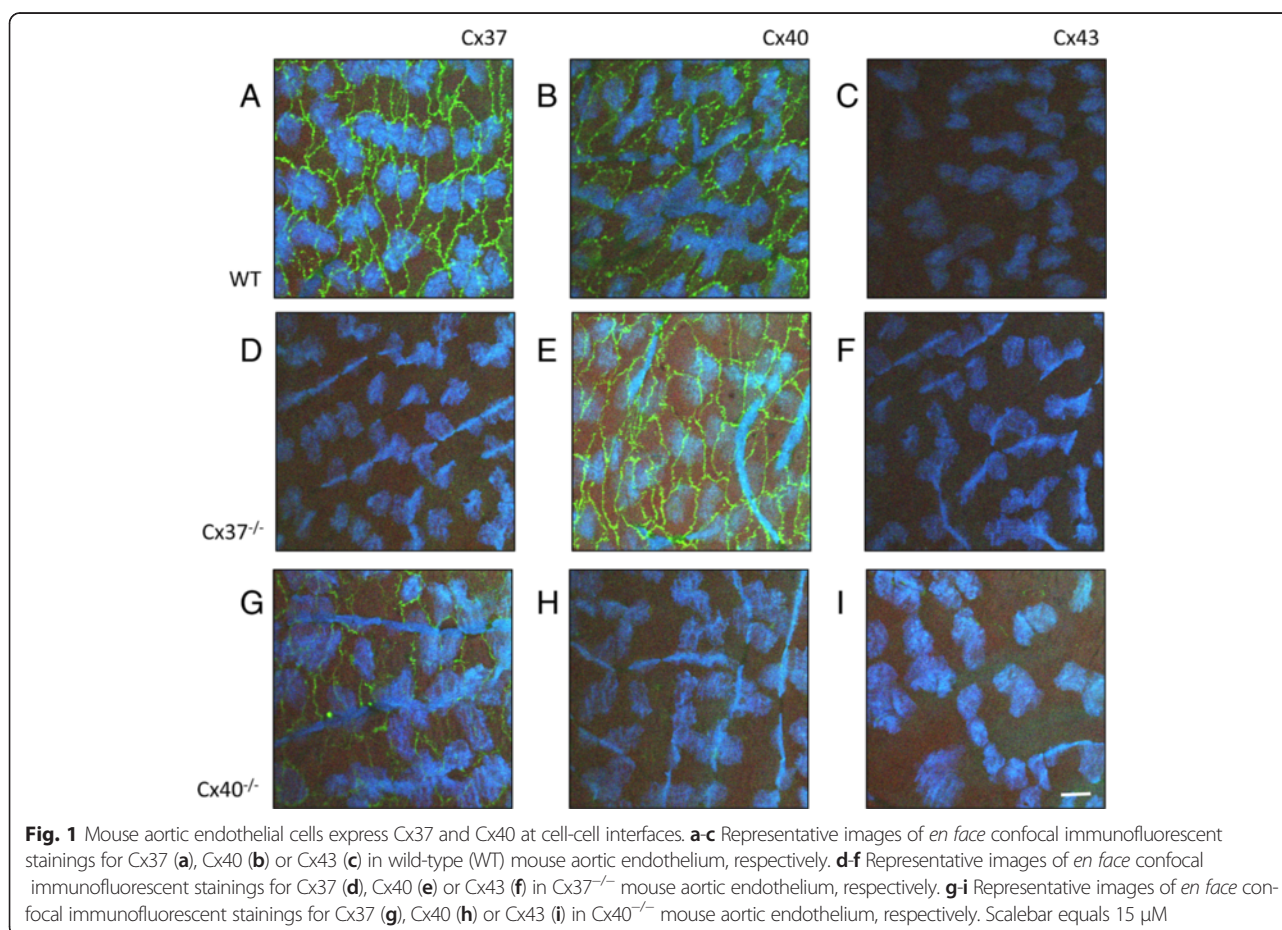 Cx37 Cx40 Cx43
A B C
WT
D E F
Cx37-/-
G H I
Cx40-/-
Fig. 1 Mouse aortic endothelial cells express Cx37 and Cx40 at cell-cell interfaces. a-c Representative images of en face confocal immunofluorescent
stainings for Cx37 (a), Cx40 (b) or Cx43 (c) in wild-type (WT) mouse aortic endothelium, respectively. d-f Representative images of en face confocal
immunofluorescent stainings for Cx37 (d), Cx40 (e) or Cx43 (f) in Cx37−/− mouse aortic endothelium, respectively. g-i Representative images of en face con-
focal immunofluorescent stainings for Cx37 (g), Cx40 (h) or Cx43 (i) in Cx40−/− mouse aortic endothelium, respectively. Scalebar equals 15 μM